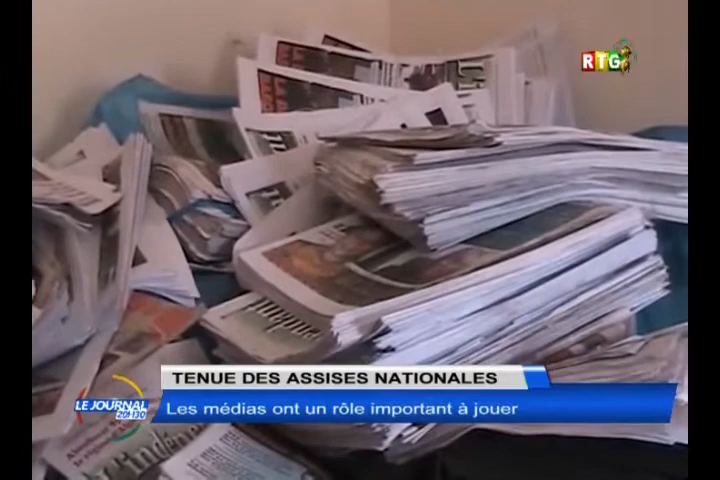 RTG
TENUE DES ASSISES NATIONALES
Les médias ont un rôle important à jouer
LE JOURNAL
20H30